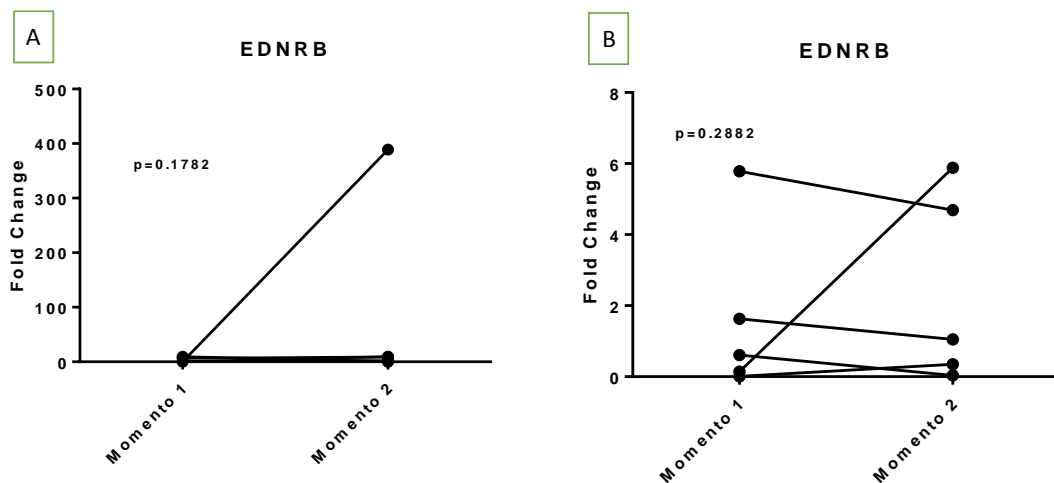 A
EDNRB
500
400
300
200
100
0
Fold Change
p=0.1782
Momento 1
Momento 2
B
EDNRB
8
6
4
2
0
Fold Change
p=0.2882
Momento 1
Momento 2